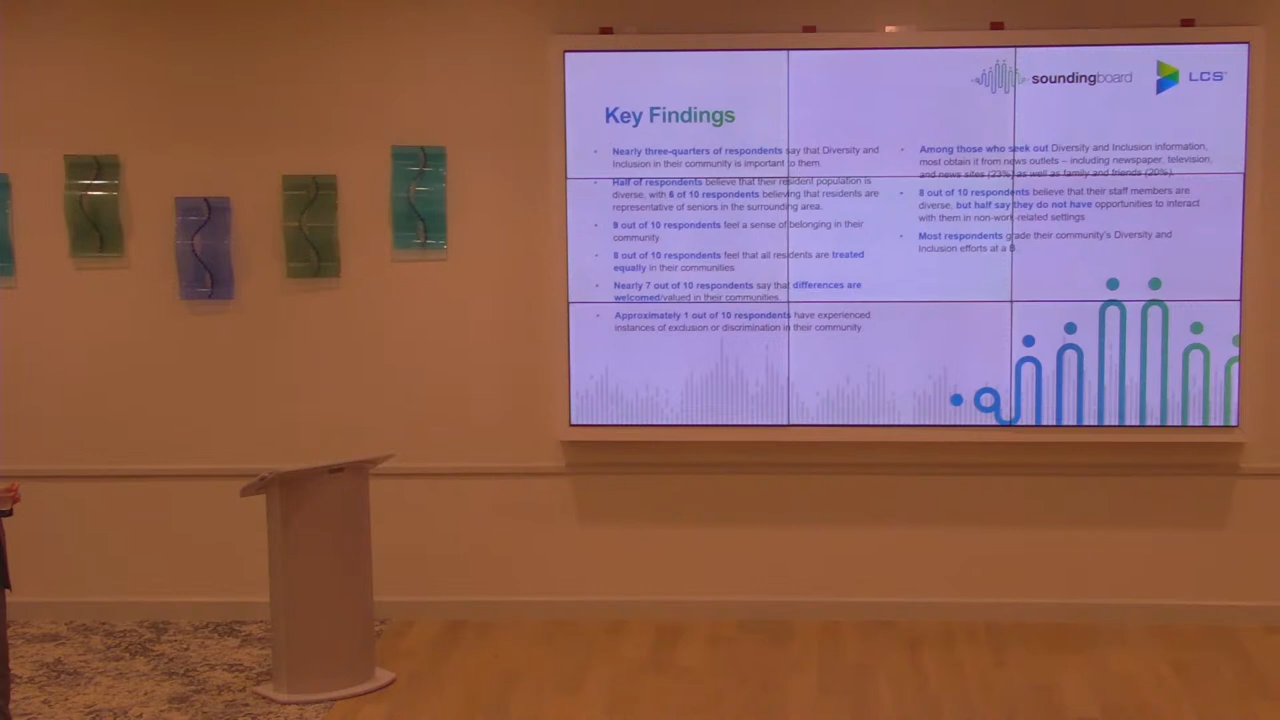 soundingboard
LCS
Key Findings
• Nearly three-quarters of respondents say that Diversity and
Inclusion in their community is important to them.
• Half of respondents believe that their resident population is
diverse, with 6 of 10 respondents believing that residents are
representative of seniors in the surrounding area.
• 8 out of 10 respondents feel a sense of belonging in their
community.
• 8 out of 10 respondents feel that all residents are treated
equally in their communities.
• Nearly 7 out of 10 respondents say that differences are
welcomed/valued in their communities.
• Approximately 1 out of 10 respondents have experienced
instances of exclusion or discrimination in their community.
• Among those who seek out Diversity and Inclusion information,
most obtain it from news outlets – including newspaper, television,
and news sites (23%) as well as family and friends (20%).
• 8 out of 10 respondents believe that their staff members are
diverse, but half say they do not have opportunities to interact
with them in non-work-related settings.
• Most respondents grade their community's Diversity and
Inclusion efforts at a B.